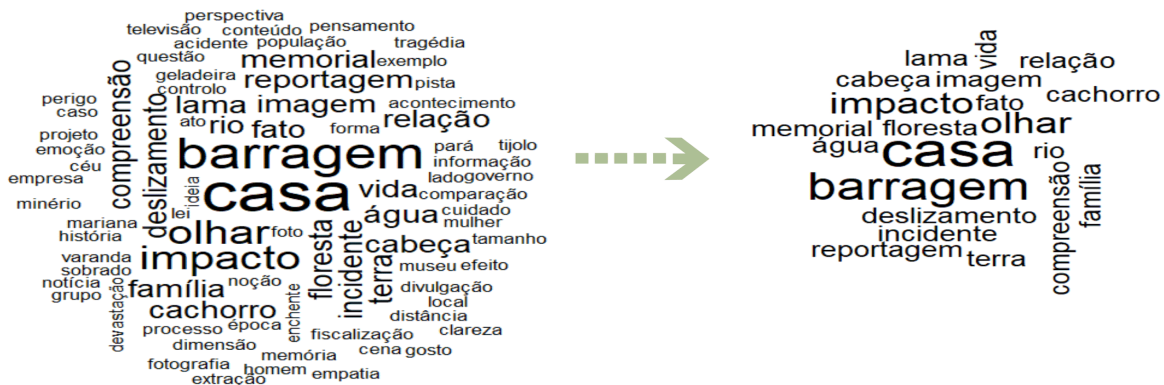 perspectiva
televisão conteúdo pensamento
acidente população tragédia
questão memorial exemplo
geladeira reportagem pista
controlo
compreensão
perigo lama imagem acontecimento
caso
deslizamento
ato rio fato forma relação
projeto
emoção barragem pará tijolo
céu informação
empresa casa lado governo
ideia
minério vida comparação
lei água cuidado
mariana olhar foto mulher
história floresta incidente cabeça tamanho
varanda impacto terra museu efeito
sobrado
notícia família noção divulgação
grupo local
devastação cachorro enchente distância
processo época fiscalização clareza
dimensão cena gosto
memória
fotografia homem empatia
extração
vida
lama relação
cabeça imagem cachorro
impacto fato
memorial floresta olhar
água casa rio
barragem compreensão família
deslizamento
incidente
reportagem terra